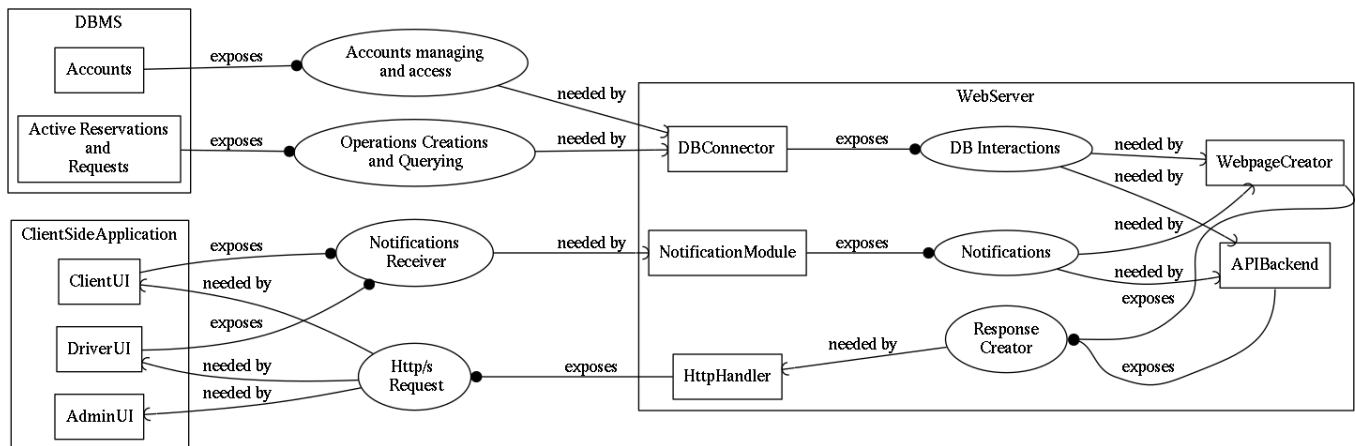 DBMS
Accounts
exposes
Accounts managing
and access
needed by
Active Reservations
and
Requests
exposes
Operations Creations
and Querying
needed by
WebServer
DBConnector
exposes
DB Interactions
needed by
needed by
WebpageCreator
ClientSideApplication
ClientUI
exposes
needed by
Notifications
Receiver
needed by
NotificationModule
exposes
Notifications
needed by
needed by
APIBackend
DriverUI
exposes
needed by
AdminUI
needed by
Http/s
Request
exposes
HttpHandler
needed by
Response
Creator
exposes
exposes